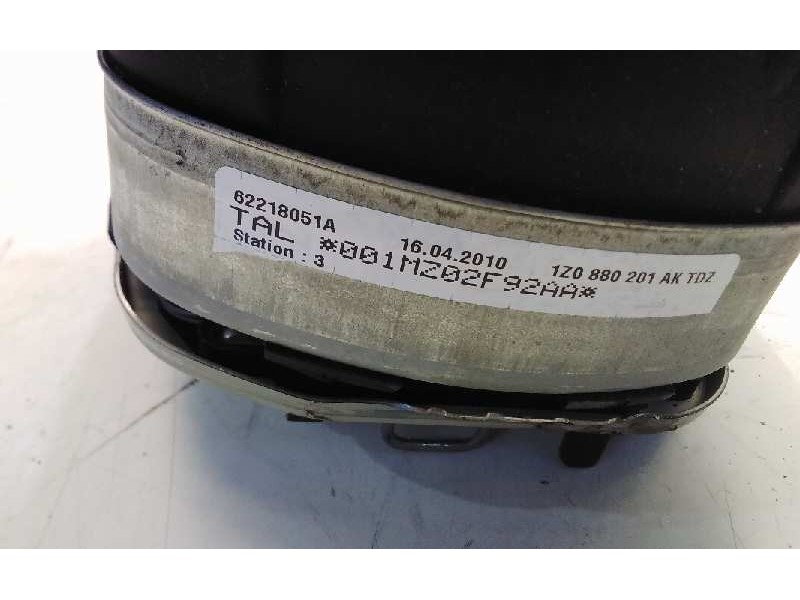 62218051A 16.04.2010 1Z0 880 201 AK TDZ
TAL *001MZ02F92AA*
Station : 3